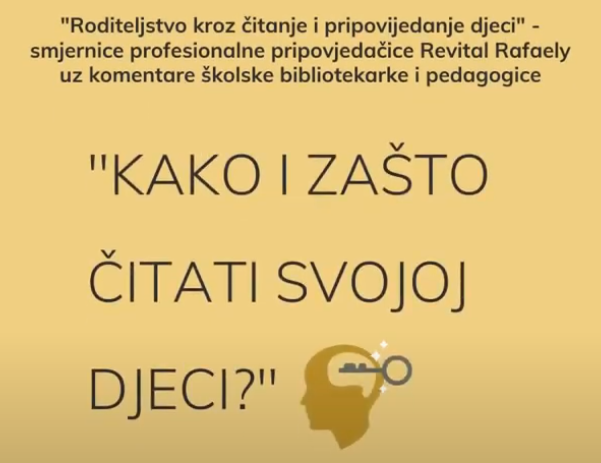 "Roditeljstvo kroz čitanje i pripovijedanje djeci" -
smjernice profesionalne pripovjedačice Revital Rafaely
uz komentare školske bibliotekarke i pedagogice
"KAKO I ZAŠTO
ČITATI SVOJOJ
DJECI?"